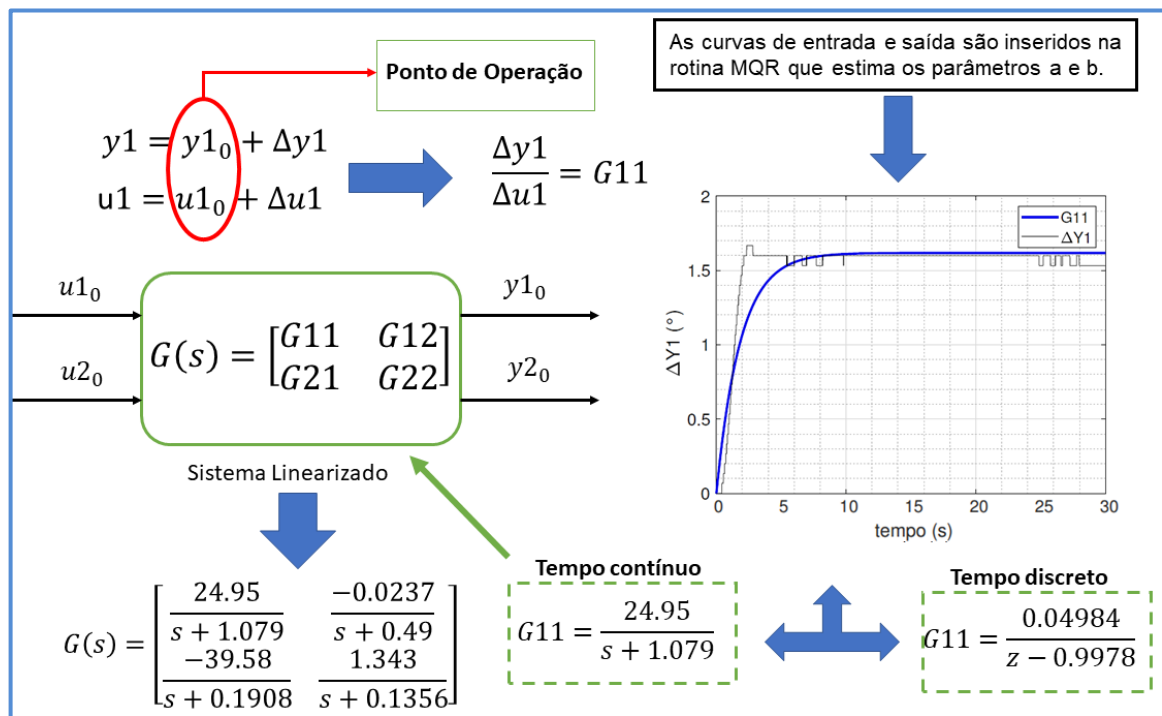 Ponto de Operação
y1 = y1₀ + Δy1
u1 = u1₀ + Δu1
Δy1/Δu1 = G11
As curvas de entrada e saída são inseridos na
rotina MQR que estima os parâmetros a e b.
u1₀
u2₀
G(s) = [G11 G12
G21 G22]
y1₀
y2₀
Sistema Linearizado
2
1.5
1
0.5
0
ΔY1 (°)
G11
ΔY1
0 5 10 15 20 25 30
tempo (s)
G(s) = [24.95/(s + 1.079) −0.0237/(s + 0.49)
−39.58/(s + 0.1908) 1.343/(s + 0.1356)]
Tempo contínuo
G11 = 24.95/(s + 1.079)
Tempo discreto
G11 = 0.04984/(z − 0.9978)